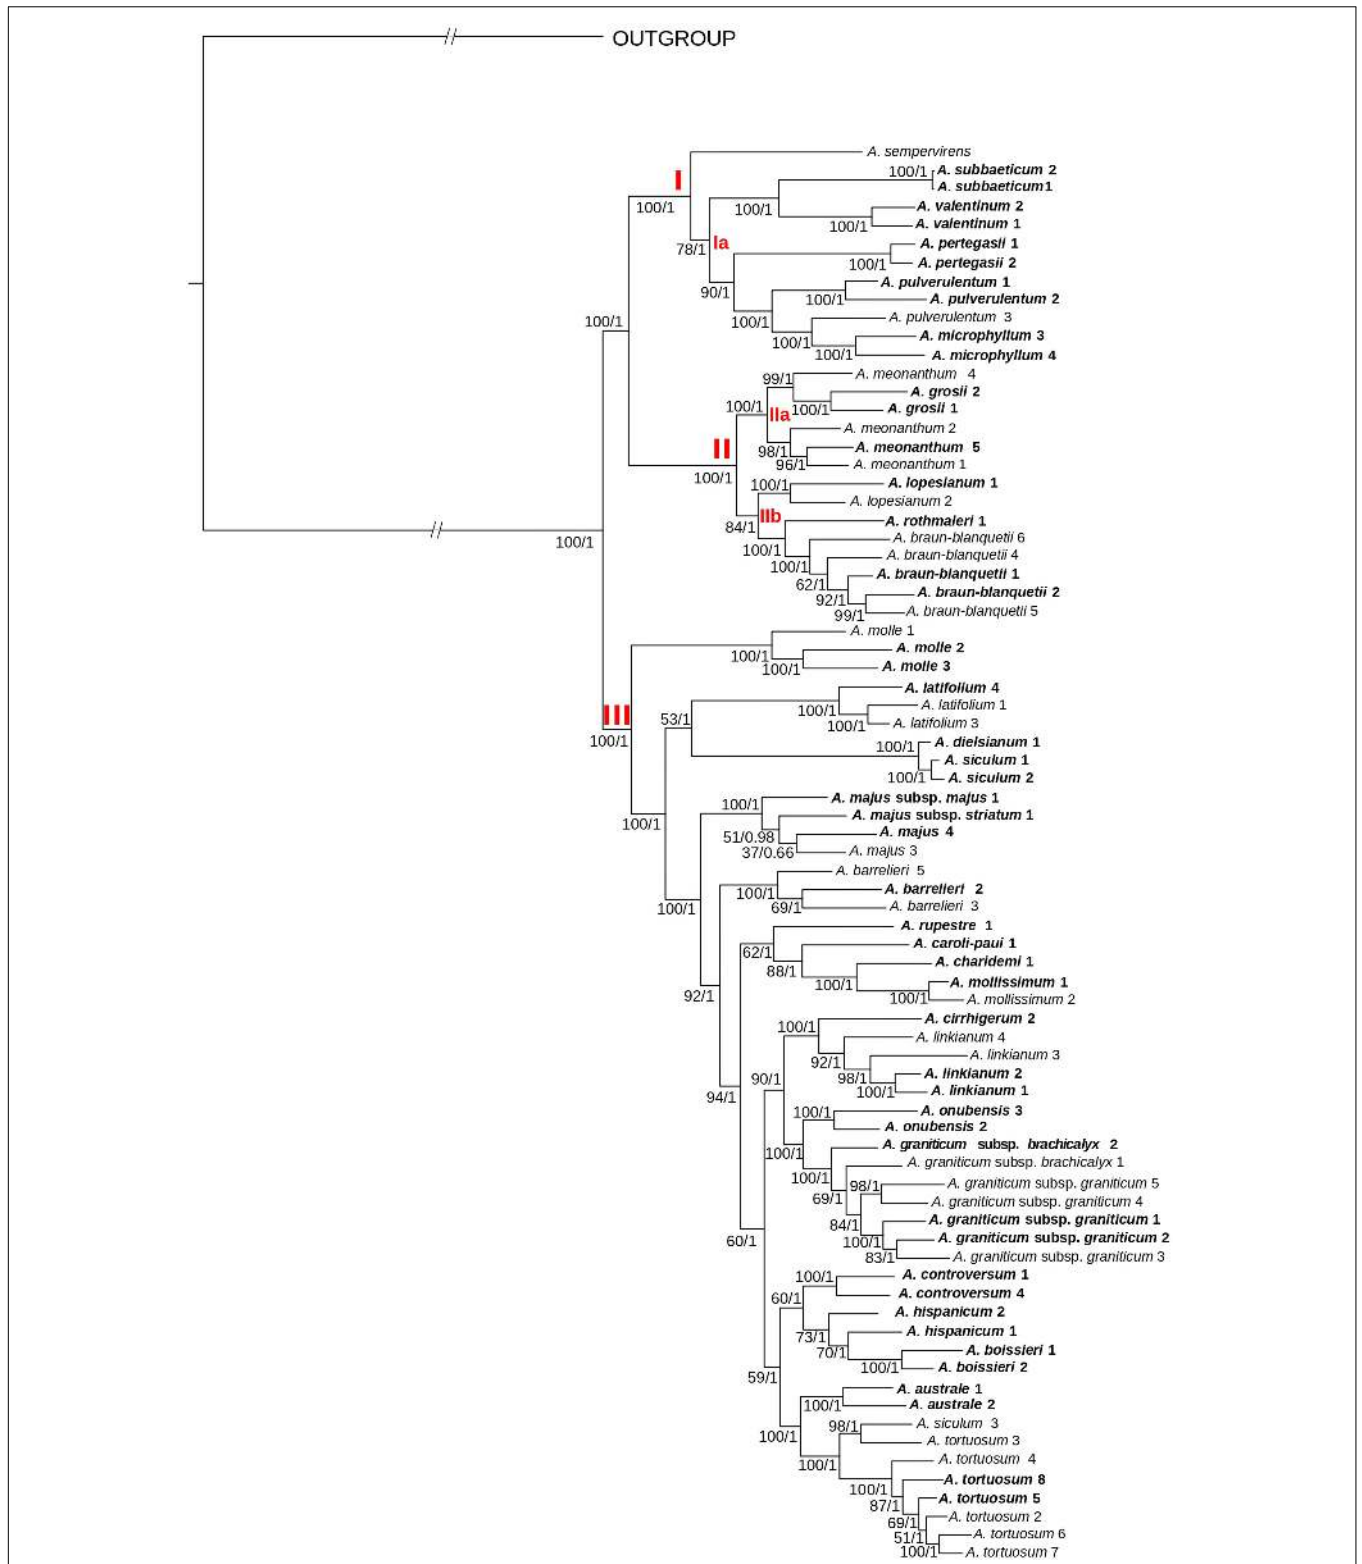 OUTGROUP
A. sempervirens
100/1 A. subbaeticum 2
I
A. subbaeticum 1
100/1
100/1
A. valentinum 2
100/1 A. valentinum 1
78/1 Ia
A. pertegasii 1
100/1 A. pertegasii 2
90/1
A. pulverulentum 1
100/1 A. pulverulentum 2
100/1
100/1
A. pulverulentum 3
100/1
A. microphyllum 3
100/1 A. microphyllum 4
99/1
A. meonanthum 4
A. grosii 2
100/1
100/1 A. grosii 1
IIa
A. meonanthum 2
II
98/1
A. meonanthum 5
96/1 A. meonanthum 1
100/1
100/1
A. lopesianum 1
A. lopesianum 2
84/1 IIb
A. rothmaleri 1
100/1
100/1
A. braun-blanquetii 6
100/1
A. braun-blanquetii 4
62/1
A. braun-blanquetii 1
92/1
A. braun-blanquetii 2
99/1 A. braun-blanquetii 5
A. molle 1
100/1
A. molle 2
100/1 A. molle 3
A. latifolium 4
100/1
A. latifolium 1
III
53/1
100/1 A. latifolium 3
100/1
100/1
A. dielsianum 1
A. siculum 1
100/1 A. siculum 2
A. majus subsp. majus 1
100/1
A. majus subsp. striatum 1
100/1
51/0.98
A. majus 4
37/0.66 A. majus 3
A. barrelieri 5
100/1
A. barrelieri 2
100/1
69/1 A. barrelieri 3
A. rupestre 1
62/1
A. caroli-paui 1
88/1
A. charidemi 1
100/1
A. mollissimum 1
92/1
100/1 A. mollissimum 2
100/1
A. cirrhigerum 2
A. linkianum 4
92/1
A. linkianum 3
98/1
A. linkianum 2
90/1
100/1 A. linkianum 1
94/1
100/1
A. onubensis 3
A. onubensis 2
100/1
A. graniticum subsp. brachicalyx 2
100/1
A. graniticum subsp. brachicalyx 1
69/1
98/1
A. graniticum subsp. graniticum 5
A. graniticum subsp. graniticum 4
84/1
A. graniticum subsp. graniticum 1
60/1
100/1
A. graniticum subsp. graniticum 2
83/1 A. graniticum subsp. graniticum 3
100/1
A. controversum 1
60/1
A. controversum 4
A. hispanicum 2
73/1
A. hispanicum 1
70/1
A. boissieri 1
59/1
100/1 A. boissieri 2
A. australe 1
100/1 A. australe 2
100/1
98/1
A. siculum 3
A. tortuosum 3
100/1
A. tortuosum 4
100/1
A. tortuosum 8
87/1
A. tortuosum 5
69/1
A. tortuosum 2
51/1
A. tortuosum 6
100/1 A. tortuosum 7